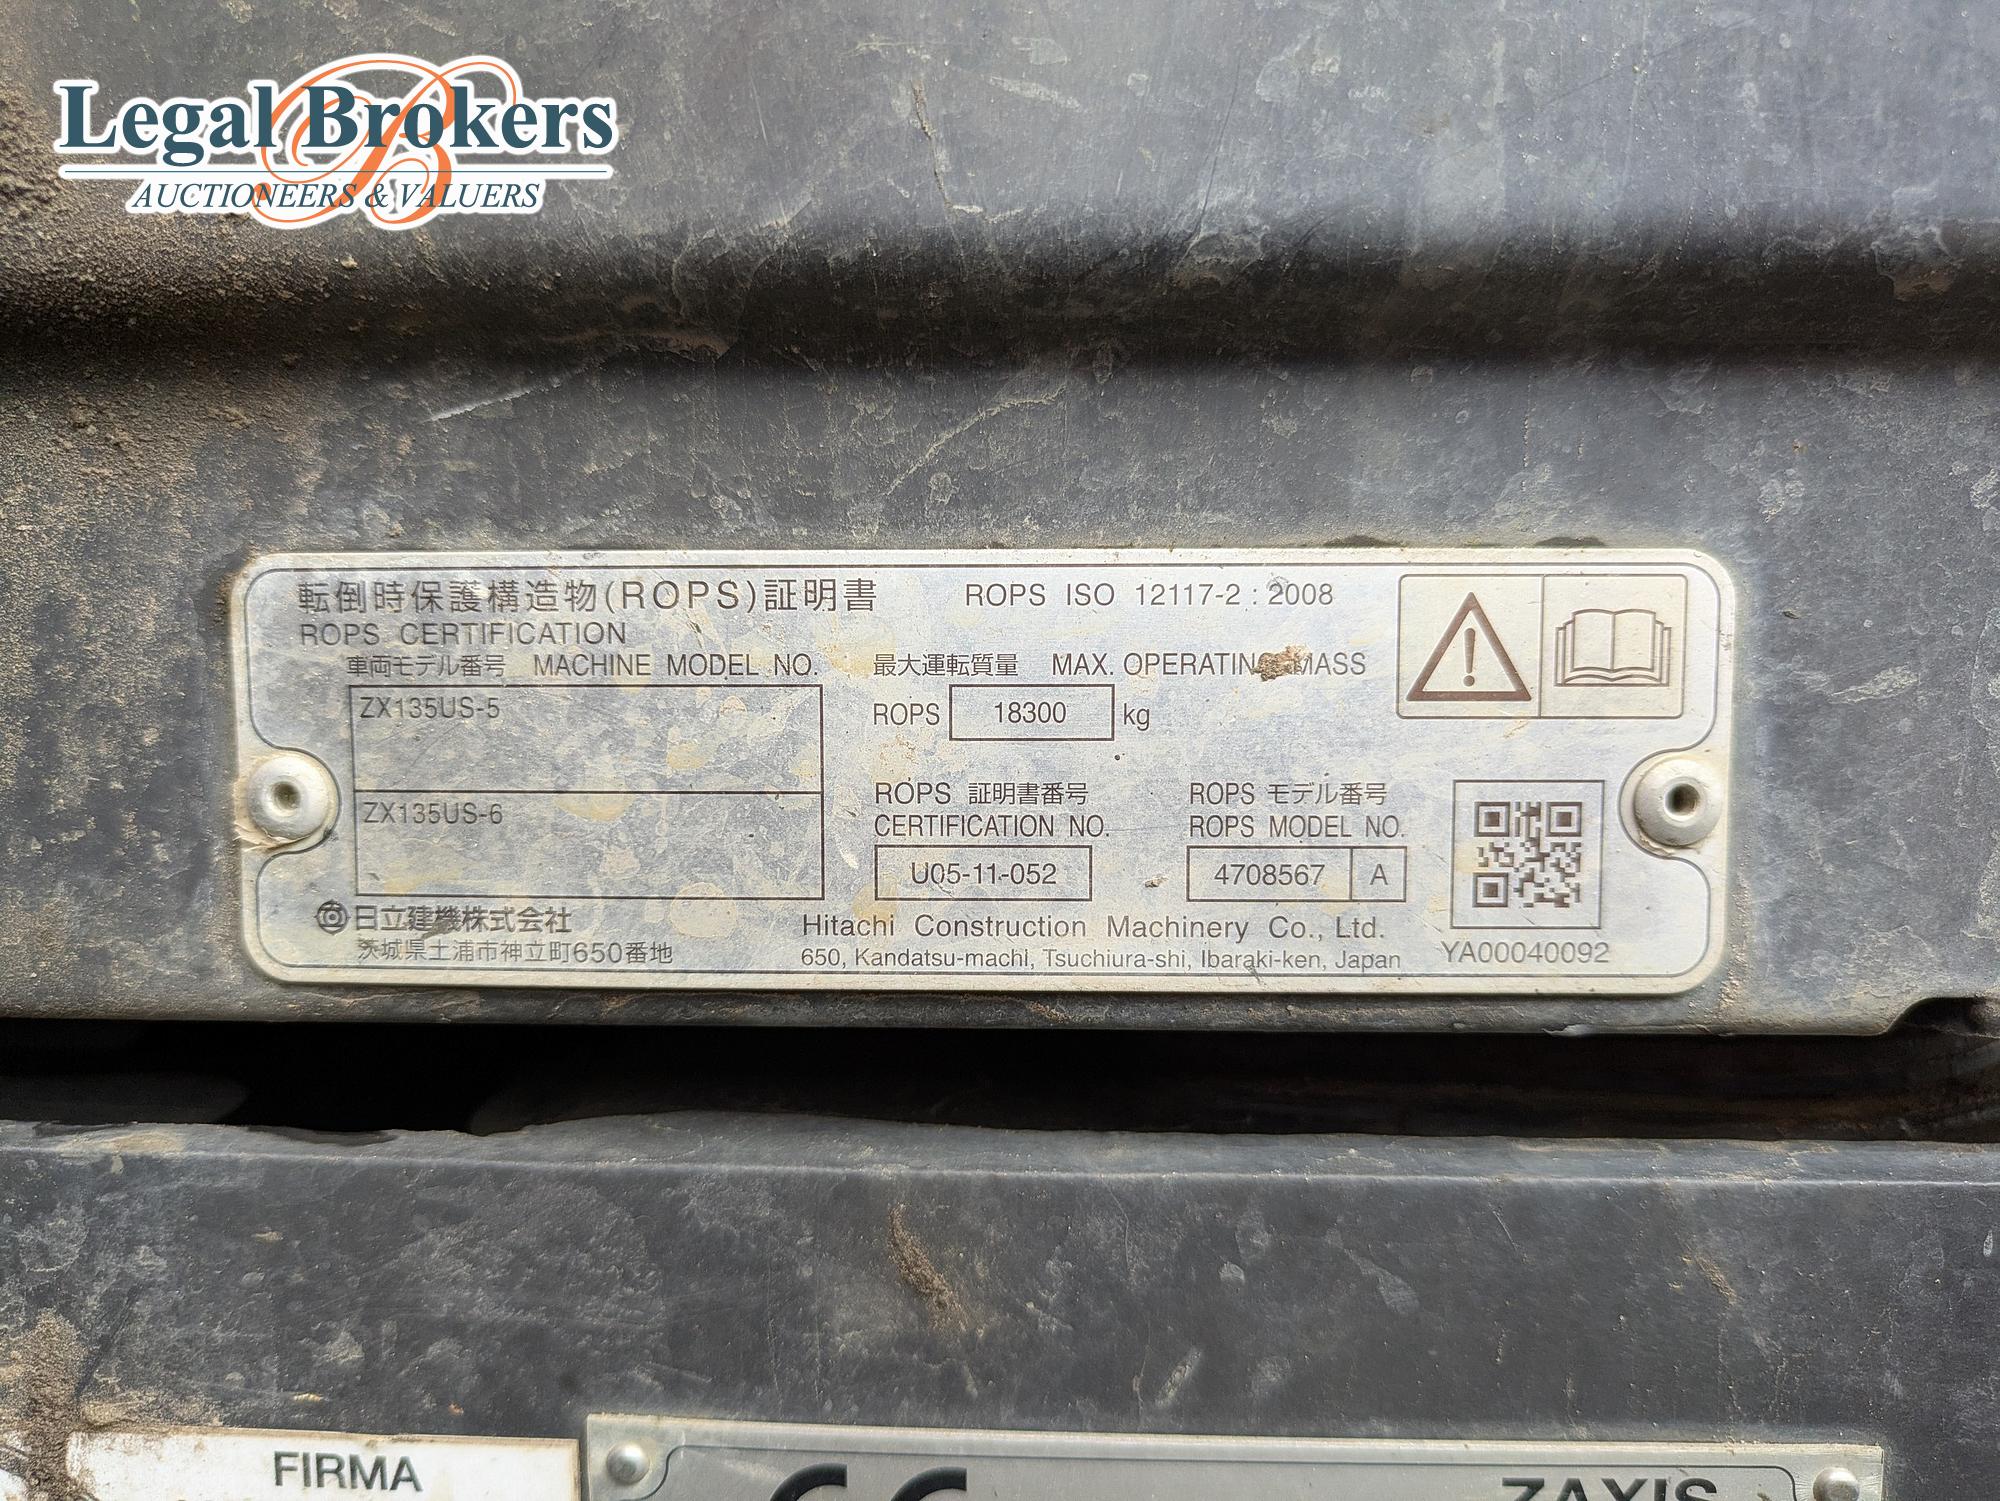 Legal Brokers
AUCTIONEERS & VALUERS
転倒時保護構造物(ROPS)証明書
ROPS ISO 12117-2 : 2008
ROPS CERTIFICATION
車両モデル番号 MACHINE MODEL NO.
最大運転質量 MAX. OPERATING MASS
ZX135US-5
ROPS 18300 kg
ZX135US-6
ROPS 証明書番号
CERTIFICATION NO.
U05-11-052
ROPS モデル番号
ROPS MODEL NO.
4708567 A
日立建機株式会社
茨城県土浦市神立町650番地
Hitachi Construction Machinery Co., Ltd.
650, Kandatsu-machi, Tsuchiura-shi, Ibaraki-ken, Japan
YA00040092
FIRMA
CE
ZAXIS